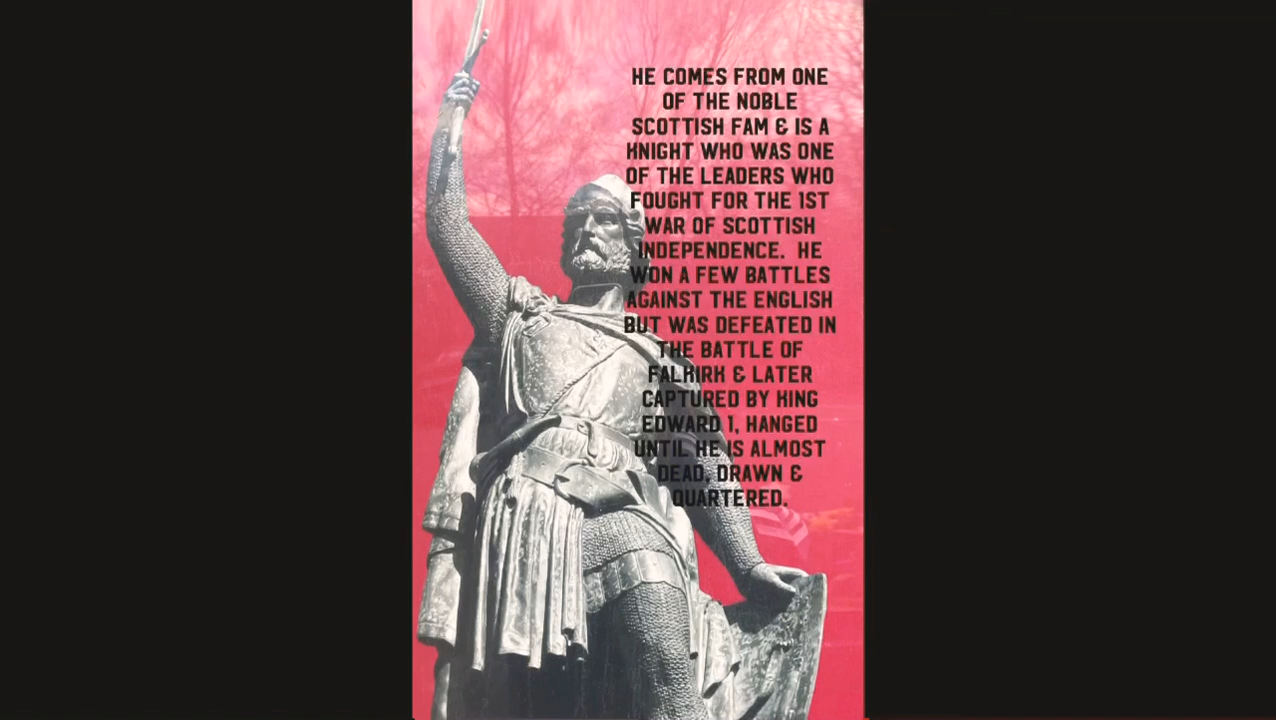 HE COMES FROM ONE
OF THE NOBLE
SCOTTISH FAM & IS A
KNIGHT WHO WAS ONE
OF THE LEADERS WHO
FOUGHT FOR THE 1ST
WAR OF SCOTTISH
INDEPENDENCE. HE
WON A FEW BATTLES
AGAINST THE ENGLISH
BUT WAS DEFEATED IN
THE BATTLE OF
FALKIRK & LATER
CAPTURED BY KING
EDWARD 1, HANGED
UNTIL HE IS ALMOST
DEAD, DRAWN &
QUARTERED.